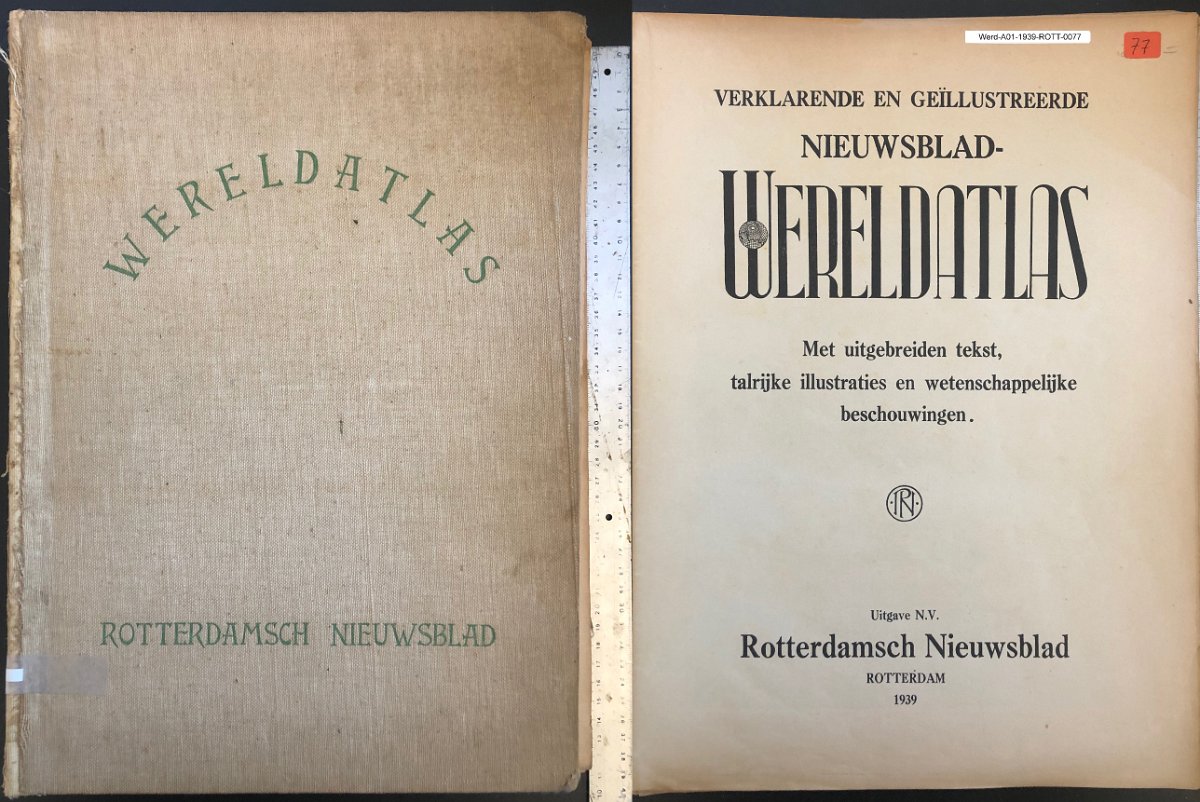 WERELDATLAS
ROTTERDAMSCH NIEUWSBLAD
Werd-A01-1939-ROTT-0077
77
VERKLARENDE EN GEÏLLUSTREERDE
NIEUWSBLAD-
WERELDATLAS
Met uitgebreiden tekst,
talrijke illustraties en wetenschappelijke
beschouwingen.
RN
Uitgave N.V.
Rotterdamsch Nieuwsblad
ROTTERDAM
1939